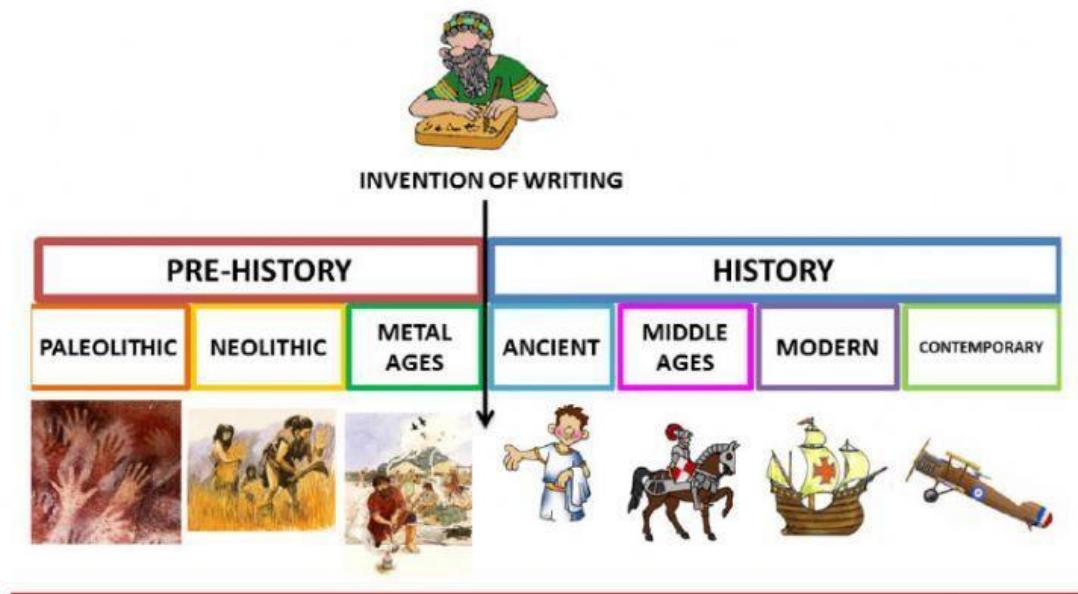 INVENTION OF WRITING
PRE-HISTORY
HISTORY
PALEOLITHIC
NEOLITHIC
METAL
AGES
ANCIENT
MIDDLE
AGES
MODERN
CONTEMPORARY